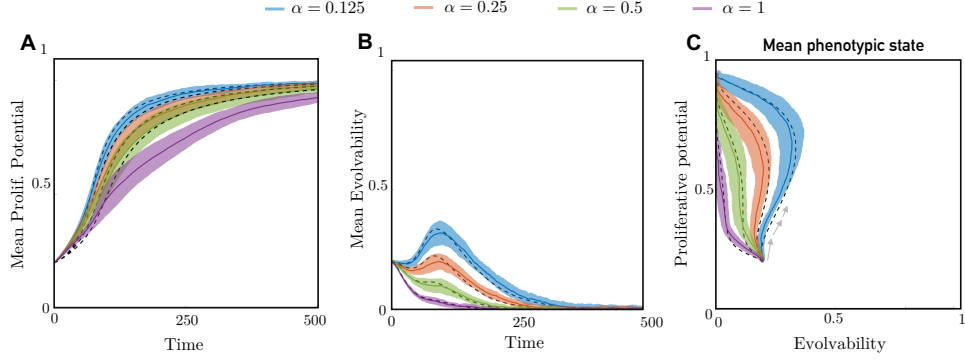 α = 0.125 α = 0.25 α = 0.5 α = 1
A
Mean Prolif. Potential
1
0.5
0
0 250 500
Time
B
Mean Evolvability
1
0.5
0
0 250 500
Time
C
Mean phenotypic state
Proliferative potential
1
0.5
0
0.5 1
Evolvability